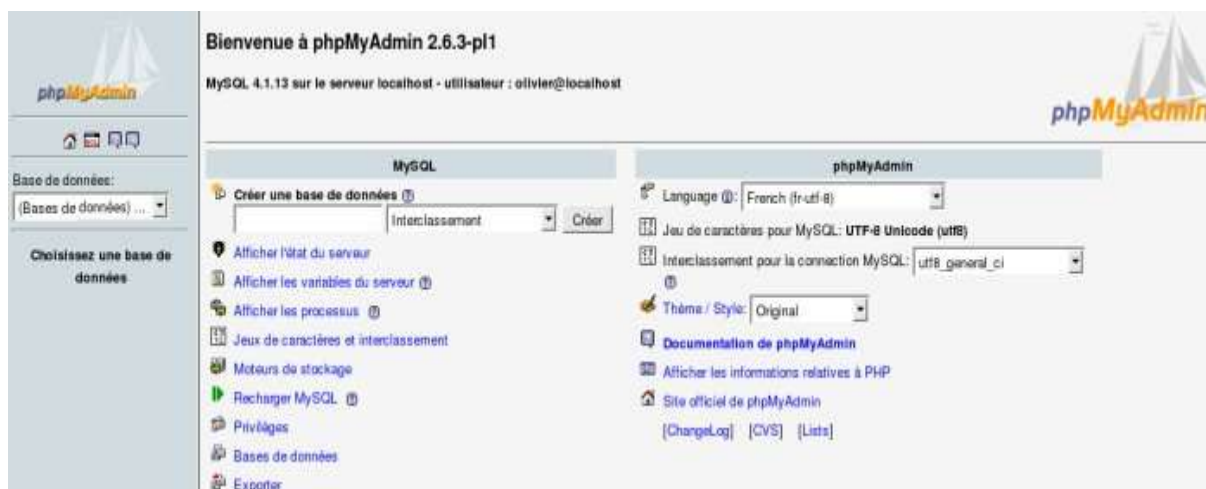 phpMyAdmin
Base de données:
(Bases de données) ...
Choisissez une base de
données
Bienvenue à phpMyAdmin 2.6.3-pl1
MySQL 4.1.13 sur le serveur localhost - utilisateur : olivier@localhost
phpMyAdmin
MySQL
Créer une base de données
Interclassement
Créer
Afficher l'état du serveur
Afficher les variables du serveur
Afficher les processus
Jeux de caractères et interclassement
Moteurs de stockage
Recharger MySQL
Privilèges
Bases de données
Exporter
phpMyAdmin
Language : French (fr-utf-8)
Jeu de caractères pour MySQL: UTF-8 Unicode (utf8)
Interclassement pour la connection MySQL: utf8_general_ci
Thème / Style: Original
Documentation de phpMyAdmin
Afficher les informations relatives à PHP
Site officiel de phpMyAdmin
[ChangeLog] [CVS] [Lists]